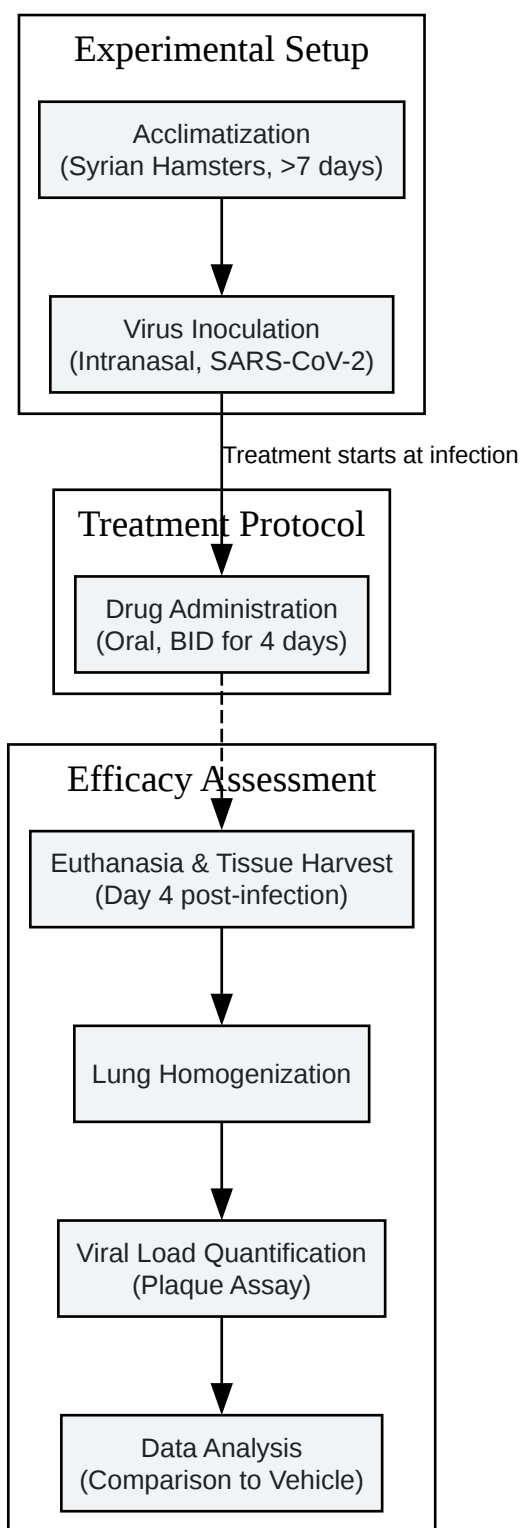 Experimental Setup
Acclimatization
(Syrian Hamsters, >7 days)
Virus Inoculation
(Intranasal, SARS-CoV-2)
Treatment starts at infection
Treatment Protocol
Drug Administration
(Oral, BID for 4 days)
Efficacy Assessment
Euthanasia & Tissue Harvest
(Day 4 post-infection)
Lung Homogenization
Viral Load Quantification
(Plaque Assay)
Data Analysis
(Comparison to Vehicle)